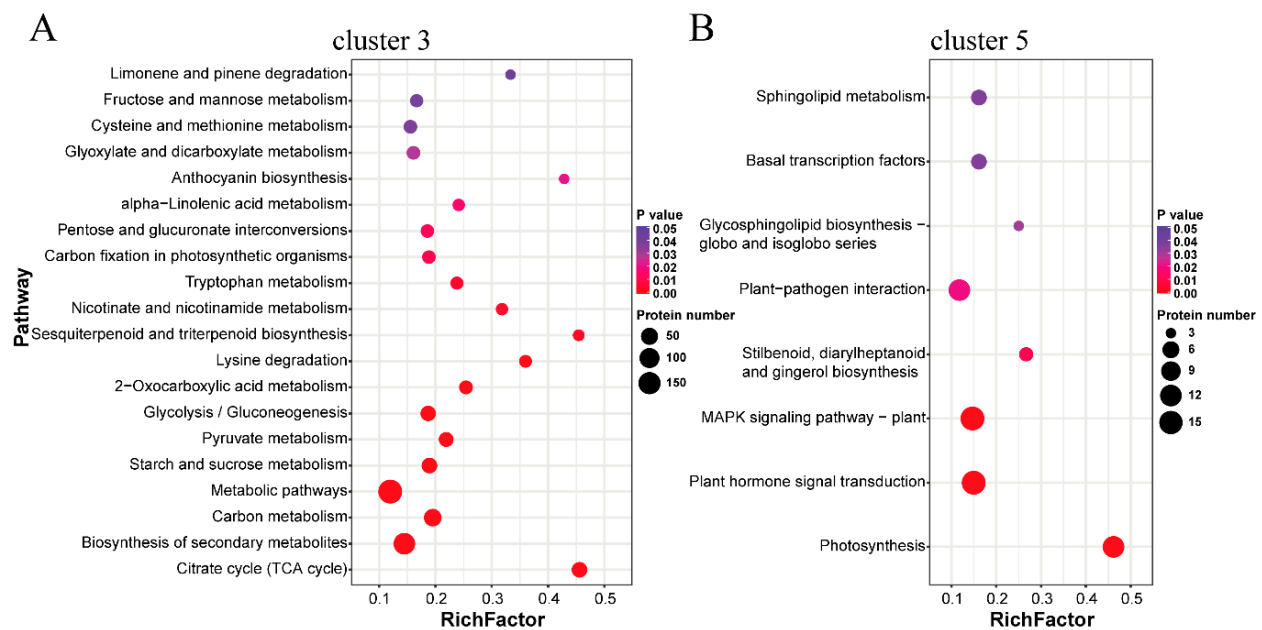 A
cluster 3
Pathway
Limonene and pinene degradation
Fructose and mannose metabolism
Cysteine and methionine metabolism
Glyoxylate and dicarboxylate metabolism
Anthocyanin biosynthesis
alpha−Linolenic acid metabolism
Pentose and glucuronate interconversions
Carbon fixation in photosynthetic organisms
Tryptophan metabolism
Nicotinate and nicotinamide metabolism
Sesquiterpenoid and triterpenoid biosynthesis
Lysine degradation
2−Oxocarboxylic acid metabolism
Glycolysis / Gluconeogenesis
Pyruvate metabolism
Starch and sucrose metabolism
Metabolic pathways
Carbon metabolism
Biosynthesis of secondary metabolites
Citrate cycle (TCA cycle)
0.1 0.2 0.3 0.4 0.5
RichFactor
P value
0.05
0.04
0.03
0.02
0.01
0.00
Protein number
50
100
150
B
cluster 5
Sphingolipid metabolism
Basal transcription factors
Glycosphingolipid biosynthesis −
globo and isoglobo series
Plant−pathogen interaction
Stilbenoid, diarylheptanoid
and gingerol biosynthesis
MAPK signaling pathway − plant
Plant hormone signal transduction
Photosynthesis
0.1 0.2 0.3 0.4 0.5
RichFactor
P value
0.05
0.04
0.03
0.02
0.01
0.00
Protein number
3
6
9
12
15